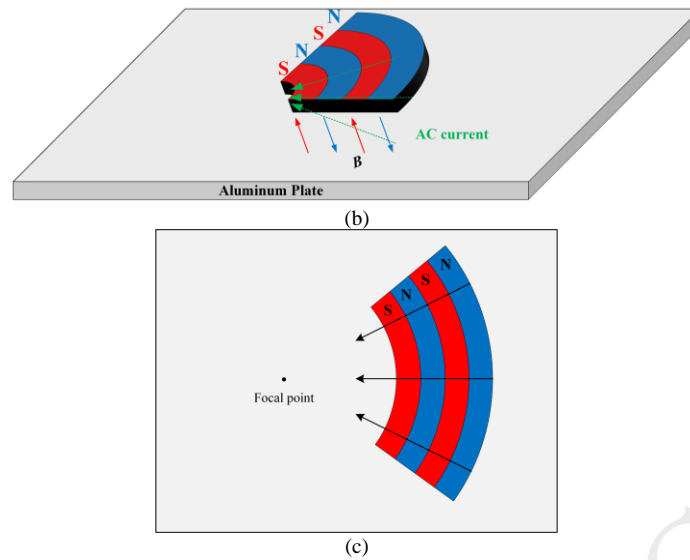 N
S
N
S
AC current
B
Aluminum Plate
(b)
S N S N
Focal point
(c)